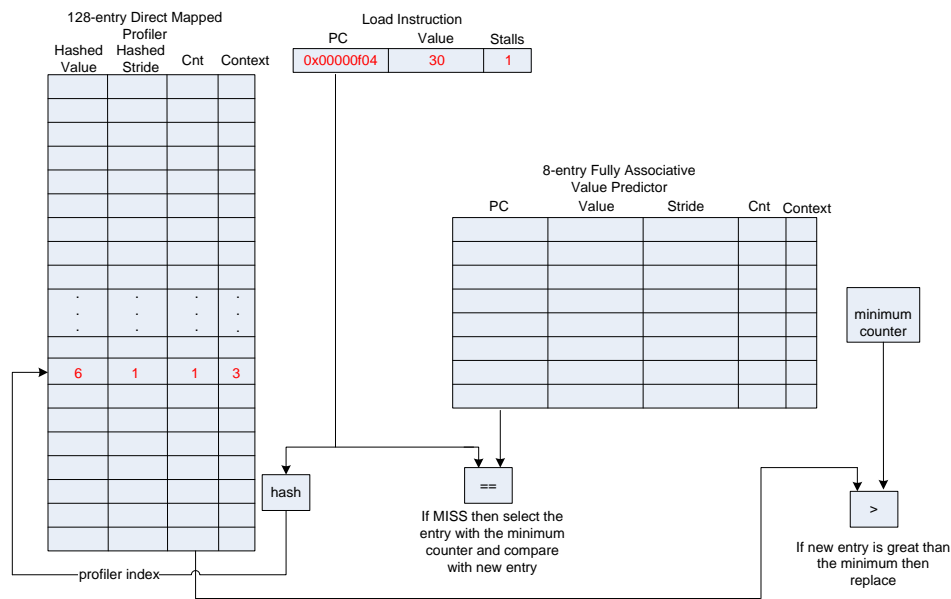 128-entry Direct Mapped
Profiler
Hashed
Value
Hashed
Stride
Cnt
Context
Load Instruction
PC
Value
Stalls
0x00000f04
30
1
8-entry Fully Associative
Value Predictor
PC
Value
Stride
Cnt
Context
. . . .
. . . .
. . . .
6
1
1
3
minimum
counter
hash
==
>
If MISS then select the
entry with the minimum
counter and compare
with new entry
If new entry is great than
the minimum then
replace
profiler index